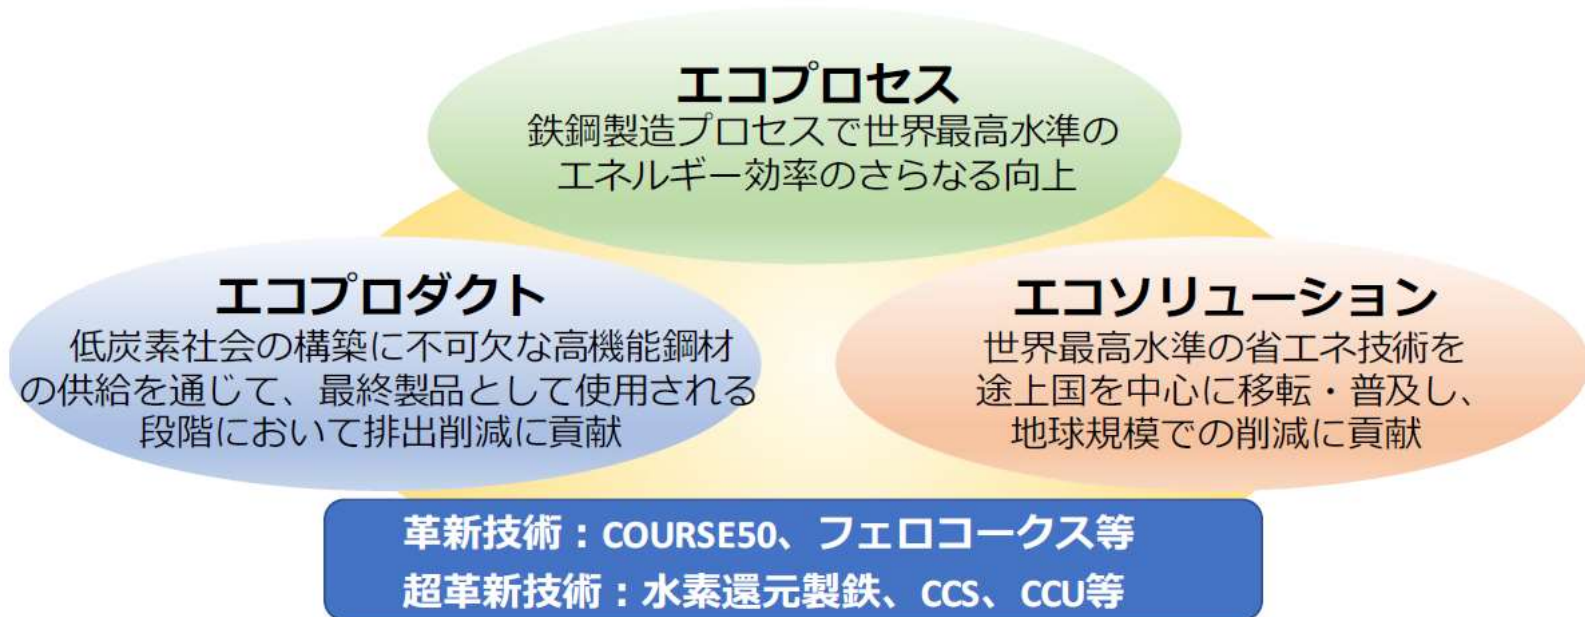 エコプロセス
鉄鋼製造プロセスで世界最高水準の
エネルギー効率のさらなる向上
エコプロダクト
低炭素社会の構築に不可欠な高機能鋼材
の供給を通じて、最終製品として使用される
段階において排出削減に貢献
エコソリューション
世界最高水準の省エネ技術を
途上国を中心に移転・普及し、
地球規模での削減に貢献
革新技術：COURSE50、フェロコークス等
超革新技術：水素還元製鉄、CCS、CCU等